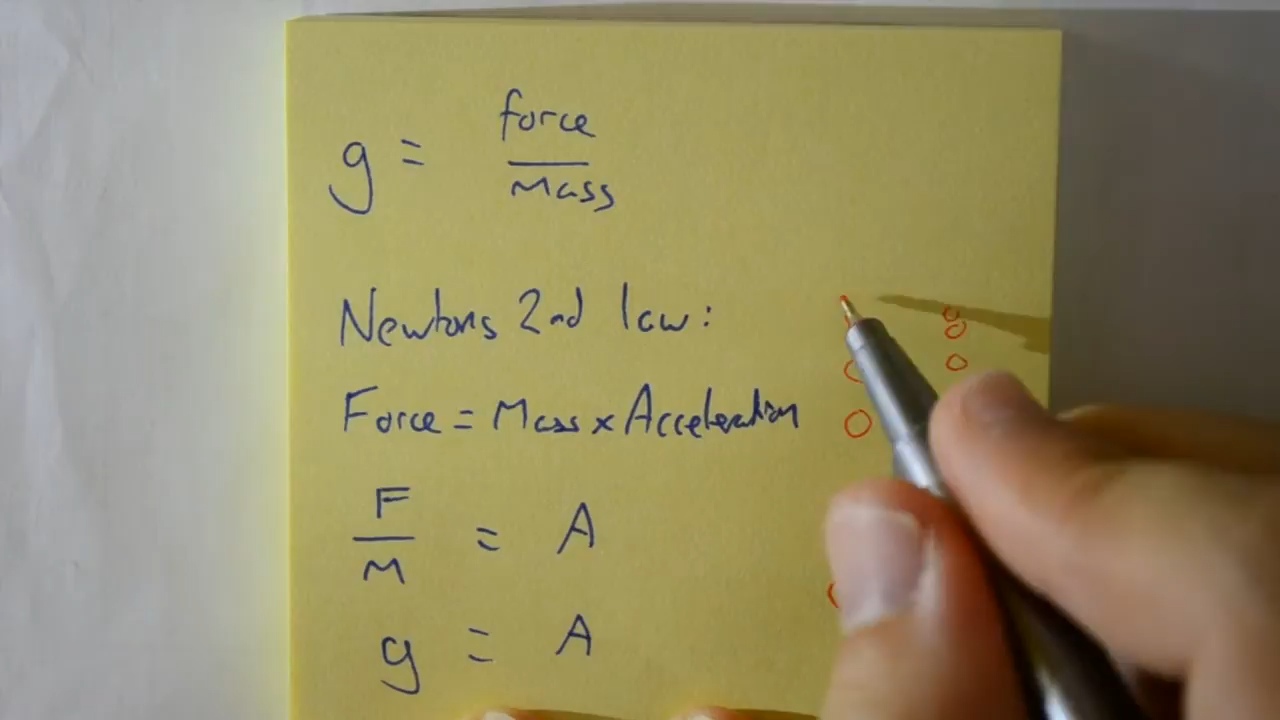 g = force
mass
Newtons 2nd law:
Force = Mass x Acceleration
F
M = A
g = A